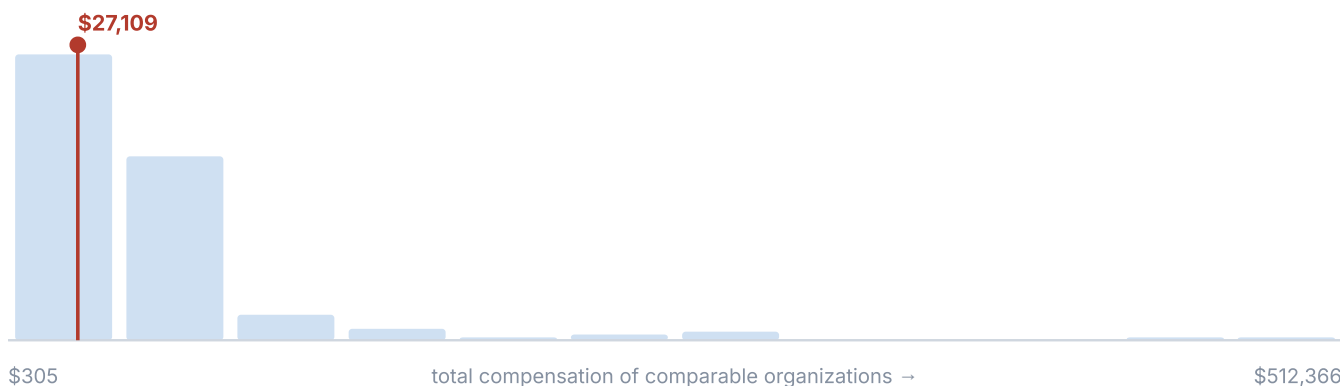 $27,109
$305
total compensation of comparable organizations →
$512,366